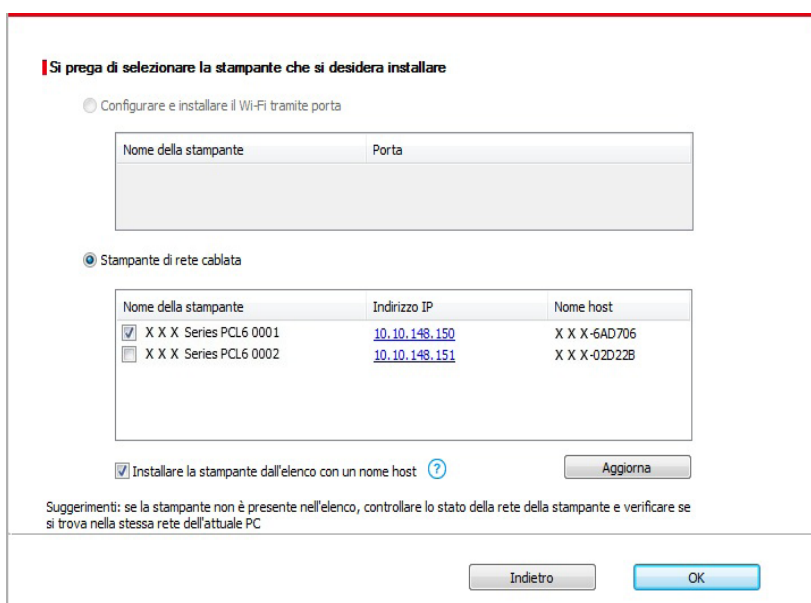 Si prega di selezionare la stampante che si desidera installare
Configurare e installare il Wi-Fi tramite porta
Nome della stampante Porta
Stampante di rete cablata
Nome della stampante Indirizzo IP Nome host
X X X Series PCL6 0001 10.10.148.150 X X X-6AD706
X X X Series PCL6 0002 10.10.148.151 X X X-02D22B
Installare la stampante dall'elenco con un nome host ? Aggiorna
Suggerimenti: se la stampante non è presente nell'elenco, controllare lo stato della rete della stampante e verificare se
si trova nella stessa rete dell'attuale PC
Indietro OK